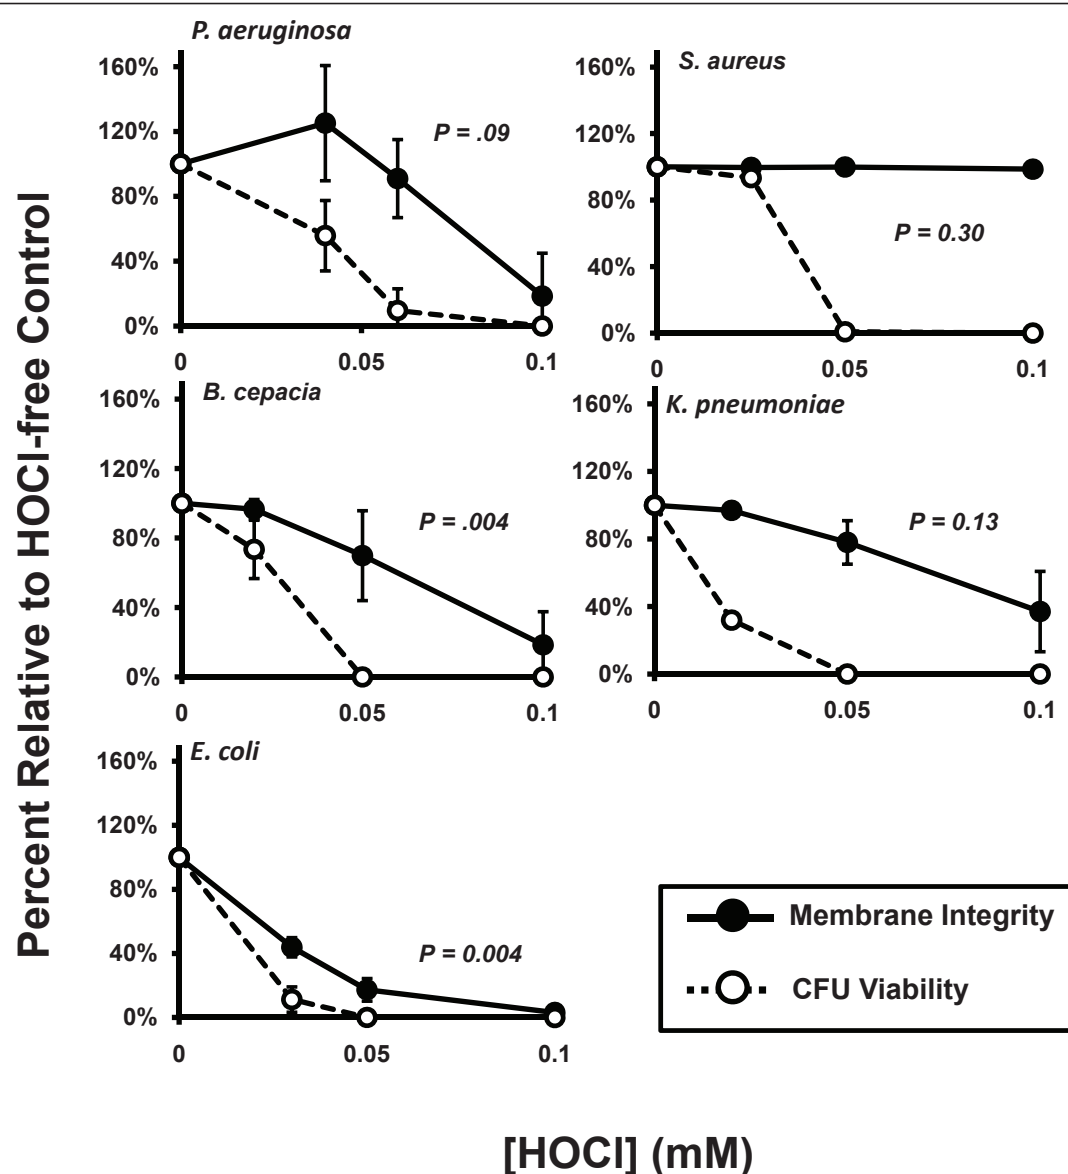 Percent Relative to HOCl-free Control
P. aeruginosa
160%
120%
80%
40%
0%
P = .09
0 0.05 0.1
S. aureus
160%
120%
80%
40%
0%
P = 0.30
0 0.05 0.1
B. cepacia
160%
120%
80%
40%
0%
P = .004
0 0.05 0.1
K. pneumoniae
160%
120%
80%
40%
0%
P = 0.13
0 0.05 0.1
E. coli
160%
120%
80%
40%
0%
P = 0.004
0 0.05 0.1
Membrane Integrity
CFU Viability
[HOCl] (mM)